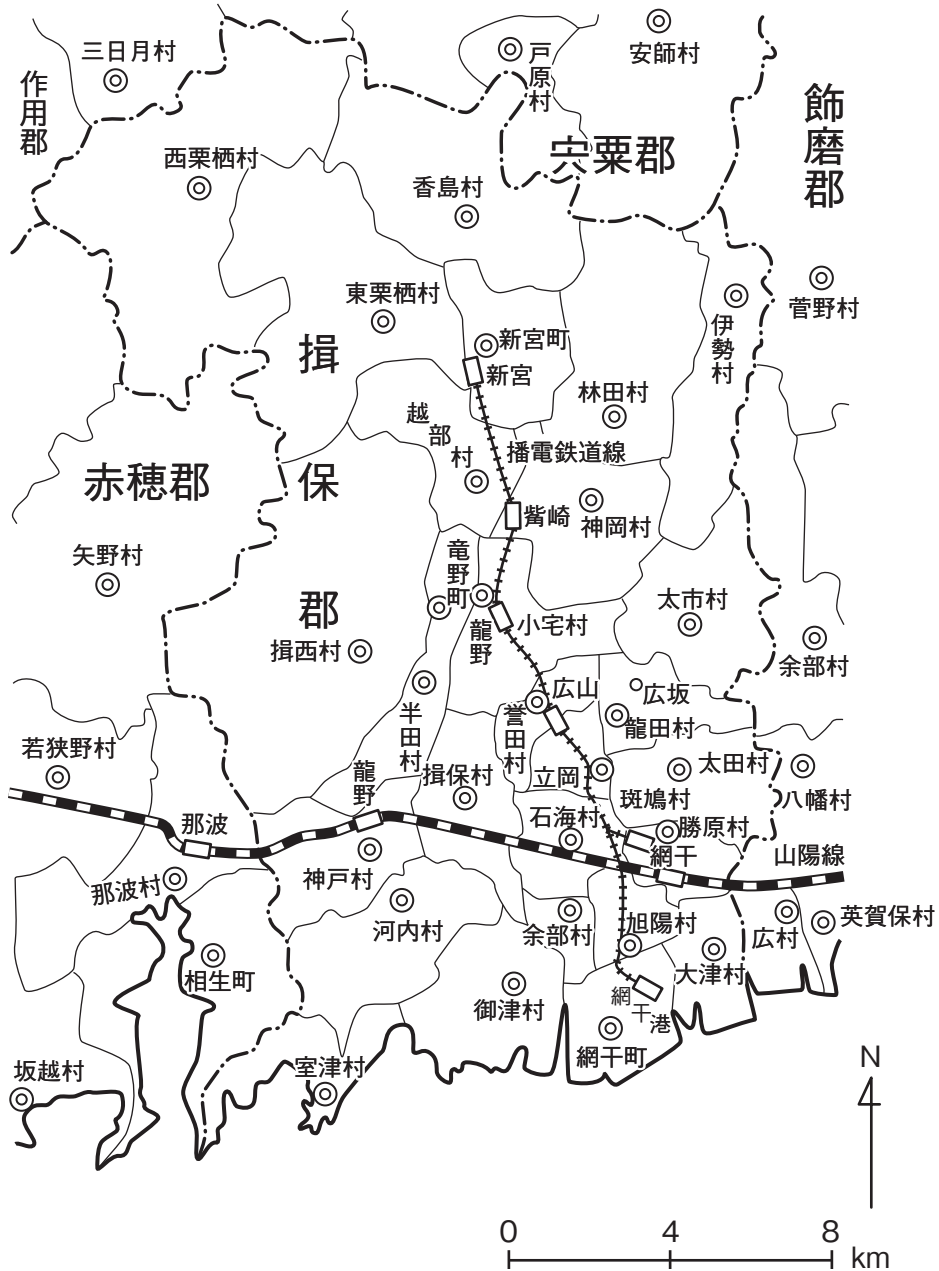 三日月村
作用郡
戸原村
安師村
飾磨郡
西栗栖村
宍粟郡
香島村
東栗栖村
菅野村
伊勢村
揖保郡
新宮町
新宮
林田村
越部村
播電鉄道線
赤穂郡
觜崎
神岡村
矢野村
竜野町
龍野
小宅村
太市村
揖西村
余部村
広山
広坂
半田村
誉田村
龍田村
若狭野村
龍野
揖保村
立岡
太田村
斑鳩村
八幡村
那波
石海村
勝原村
網干
山陽線
那波村
神戸村
河内村
余部村
旭陽村
広村
英賀保村
相生町
大津村
御津村
網干港
網干町
坂越村
室津村
N
0 4 8
km